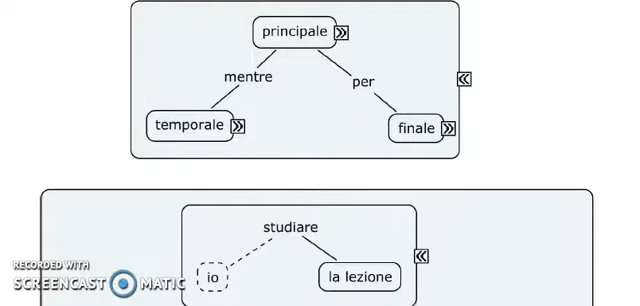 principale
mentre
per
temporale
finale
studiare
io
la lezione
RECORDED WITH
SCREENCAST MATIC